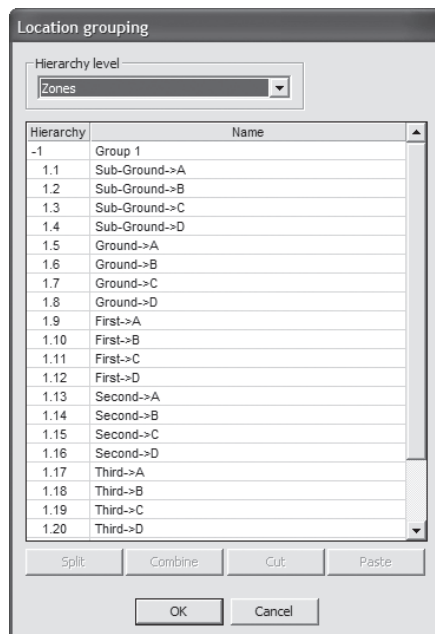 Location grouping
Hierarchy level
Zones
Hierarchy Name
-1 Group 1
1.1 Sub-Ground->A
1.2 Sub-Ground->B
1.3 Sub-Ground->C
1.4 Sub-Ground->D
1.5 Ground->A
1.6 Ground->B
1.7 Ground->C
1.8 Ground->D
1.9 First->A
1.10 First->B
1.11 First->C
1.12 First->D
1.13 Second->A
1.14 Second->B
1.15 Second->C
1.16 Second->D
1.17 Third->A
1.18 Third->B
1.19 Third->C
1.20 Third->D
Split Combine Cut Paste
OK Cancel